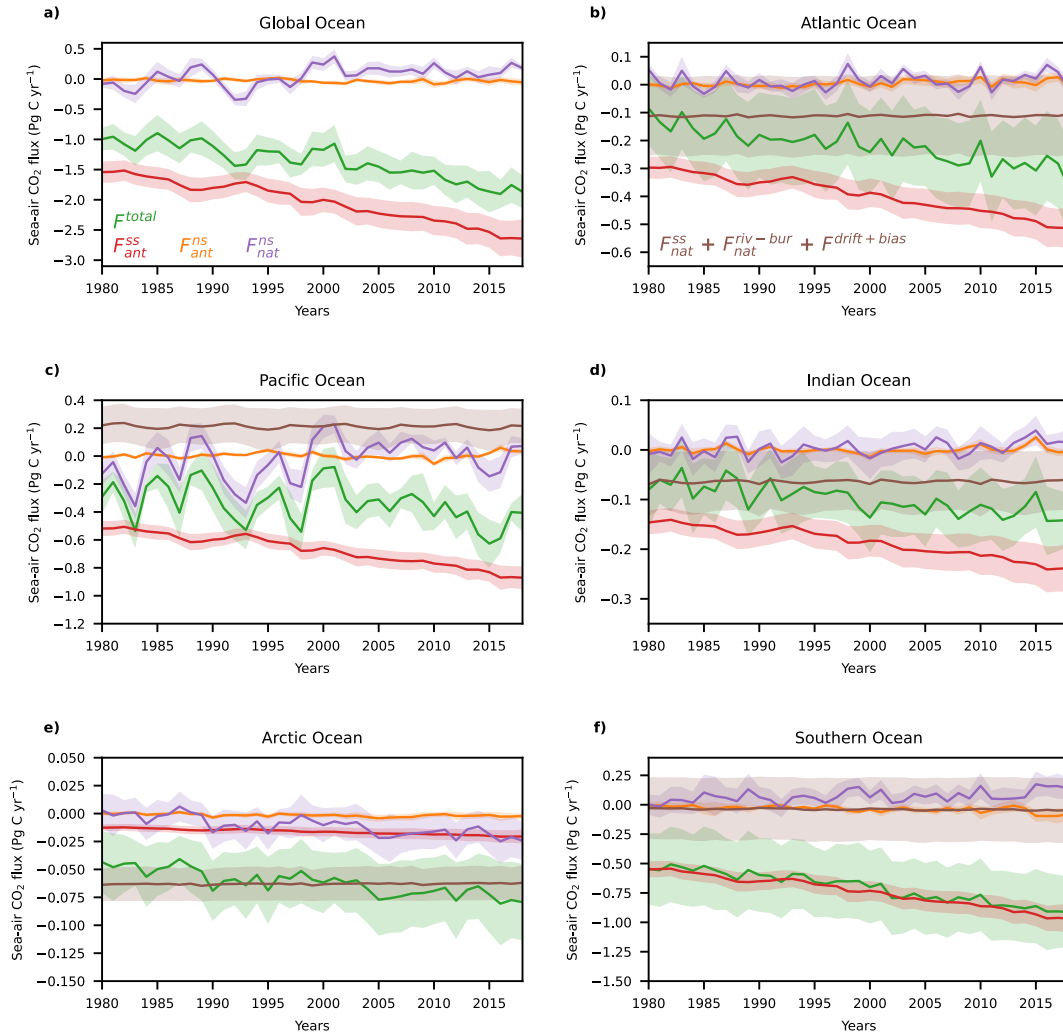 a)
Global Ocean
Sea-air CO₂ flux (Pg C yr⁻¹)
0.5
0.0
−0.5
−1.0
−1.5
−2.0
−2.5
−3.0
F^total
F^ss_ant F^ns_ant F^ns_nat
1980 1985 1990 1995 2000 2005 2010 2015
Years
b)
Atlantic Ocean
Sea-air CO₂ flux (Pg C yr⁻¹)
0.1
0.0
−0.1
−0.2
−0.3
−0.4
−0.5
−0.6
F^ss_nat + F^riv−bur_nat + F^drift+bias
1980 1985 1990 1995 2000 2005 2010 2015
Years
c)
Pacific Ocean
Sea-air CO₂ flux (Pg C yr⁻¹)
0.4
0.2
0.0
−0.2
−0.4
−0.6
−0.8
−1.0
−1.2
1980 1985 1990 1995 2000 2005 2010 2015
Years
d)
Indian Ocean
Sea-air CO₂ flux (Pg C yr⁻¹)
0.1
0.0
−0.1
−0.2
−0.3
1980 1985 1990 1995 2000 2005 2010 2015
Years
e)
Arctic Ocean
Sea-air CO₂ flux (Pg C yr⁻¹)
0.050
0.025
0.000
−0.025
−0.050
−0.075
−0.100
−0.125
−0.150
1980 1985 1990 1995 2000 2005 2010 2015
Years
f)
Southern Ocean
Sea-air CO₂ flux (Pg C yr⁻¹)
0.25
0.00
−0.25
−0.50
−0.75
−1.00
−1.25
−1.50
1980 1985 1990 1995 2000 2005 2010 2015
Years